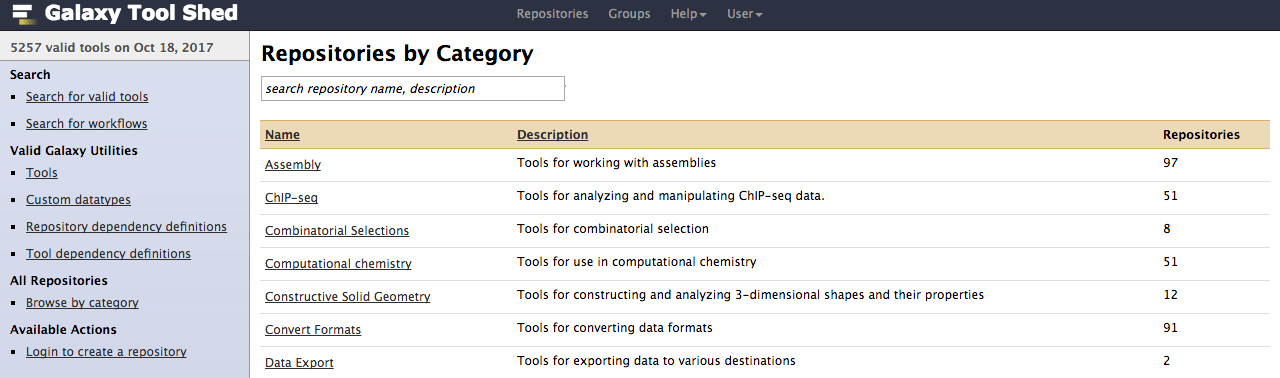 Galaxy Tool Shed
Repositories Groups Help User
5257 valid tools on Oct 18, 2017
Search
Search for valid tools
Search for workflows
Valid Galaxy Utilities
Tools
Custom datatypes
Repository dependency definitions
Tool dependency definitions
All Repositories
Browse by category
Available Actions
Login to create a repository
Repositories by Category
search repository name, description
Name Description Repositories
Assembly Tools for working with assemblies 97
ChIP-seq Tools for analyzing and manipulating ChIP-seq data. 51
Combinatorial Selections Tools for combinatorial selection 8
Computational chemistry Tools for use in computational chemistry 51
Constructive Solid Geometry Tools for constructing and analyzing 3-dimensional shapes and their properties 12
Convert Formats Tools for converting data formats 91
Data Export Tools for exporting data to various destinations 2